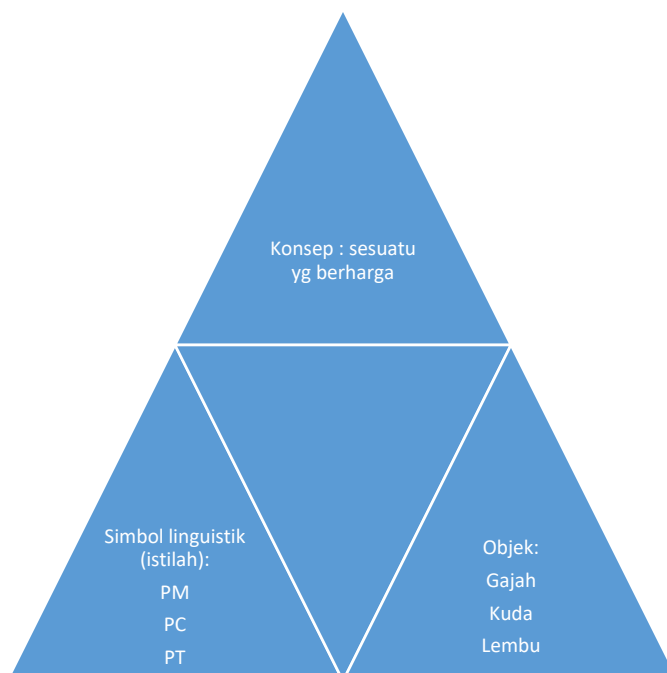 Konsep : sesuatu
yg berharga
Simbol linguistik
(istilah):
PM
PC
PT
Objek:
Gajah
Kuda
Lembu